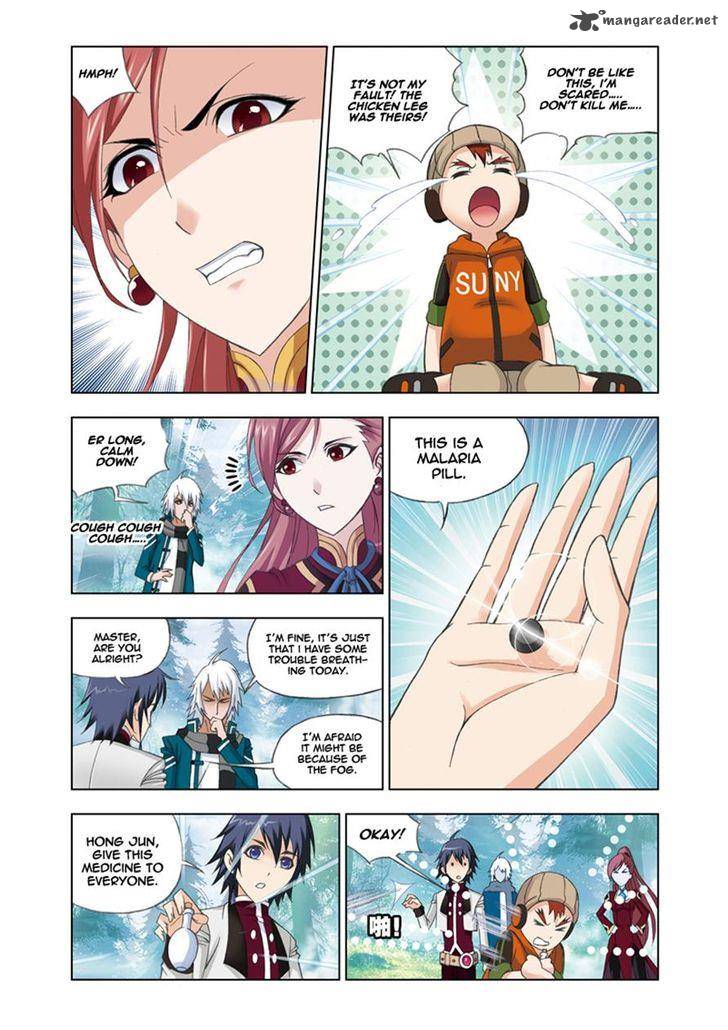 mangareader.net
HMPH!
IT'S NOT MY
FAULT! THE
CHICKEN LEG
WAS THEIRS!
DON'T BE LIKE
THIS, I'M
SCARED.....
DON'T KILL ME.....
SUNY
ER LONG,
CALM
DOWN!
COUGH COUGH
COUGH.....
THIS IS A
MALARIA
PILL.
MASTER,
ARE YOU
ALRIGHT?
I'M FINE, IT'S JUST
THAT I HAVE SOME
TROUBLE BREATH-
ING TODAY.
I'M AFRAID
IT MIGHT BE
BECAUSE OF
THE FOG.
HONG JUN,
GIVE THIS
MEDICINE TO
EVERYONE.
OKAY!
啪!